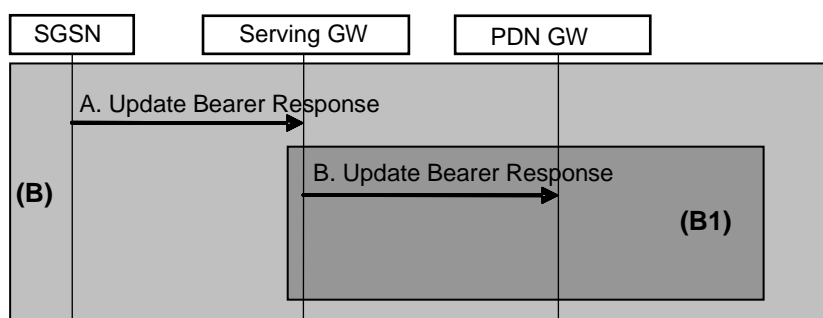 SGSN
Serving GW
PDN GW
A. Update Bearer Response
B. Update Bearer Response
(B)
(B1)